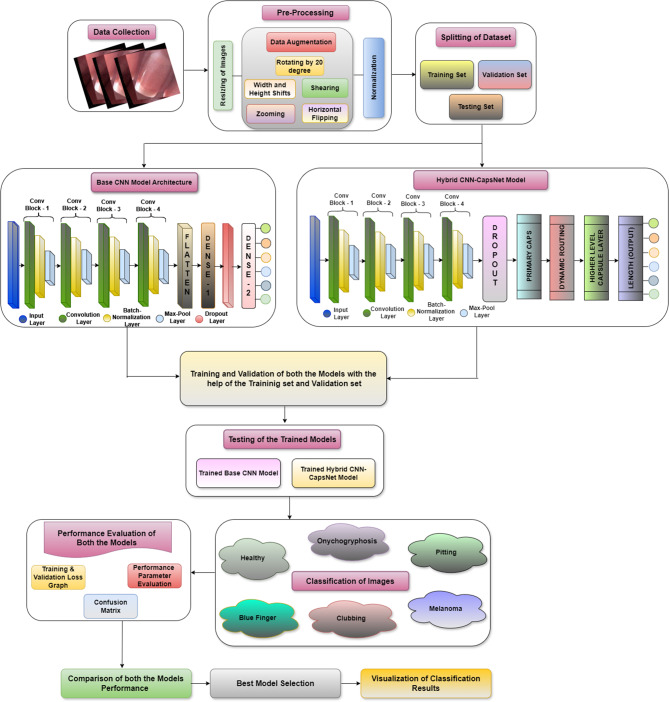 Data Collection
Pre-Processing
Resizing of Images
Data Augmentation
Rotating by 20
degree
Width and
Height Shifts
Shearing
Zooming
Horizontal
Flipping
Normalization
Splitting of Dataset
Training Set
Validation Set
Testing Set
Base CNN Model Architecture
Conv
Block - 1
Conv
Block - 2
Conv
Block - 3
Conv
Block - 4
FLATTEN
DENSE-1
DENSE-2
Input
Layer
Convolution Layer
Batch-
Normalization
Layer
Max-Pool
Layer
Dropout Layer
Hybrid CNN-CapsNet Model
Conv
Block - 1
Conv
Block - 2
Conv
Block - 3
Conv
Block - 4
DROPOUT
PRIMARY CAPS
DYNAMIC ROUTING
HIGHER LEVEL
CAPSULE LAYER
LENGTH (OUTPUT)
Input
Layer
Convolution
Layer
Batch-
Normalization
Layer
Max-Pool
Layer
Training and Validation of both the Models with the
help of the Traininig set and Validation set
Testing of the Trained Models
Trained Base CNN Model
Trained Hybrid CNN-
CapsNet Model
Performance Evaluation of
Both the Models
Training &
Validation Loss
Graph
Performance
Parameter
Evaluation
Confusion
Matrix
Healthy
Onychogryphosis
Pitting
Classification of Images
Blue Finger
Clubbing
Melanoma
Comparison of both the Models
Performance
Best Model Selection
Visualization of Classification
Results